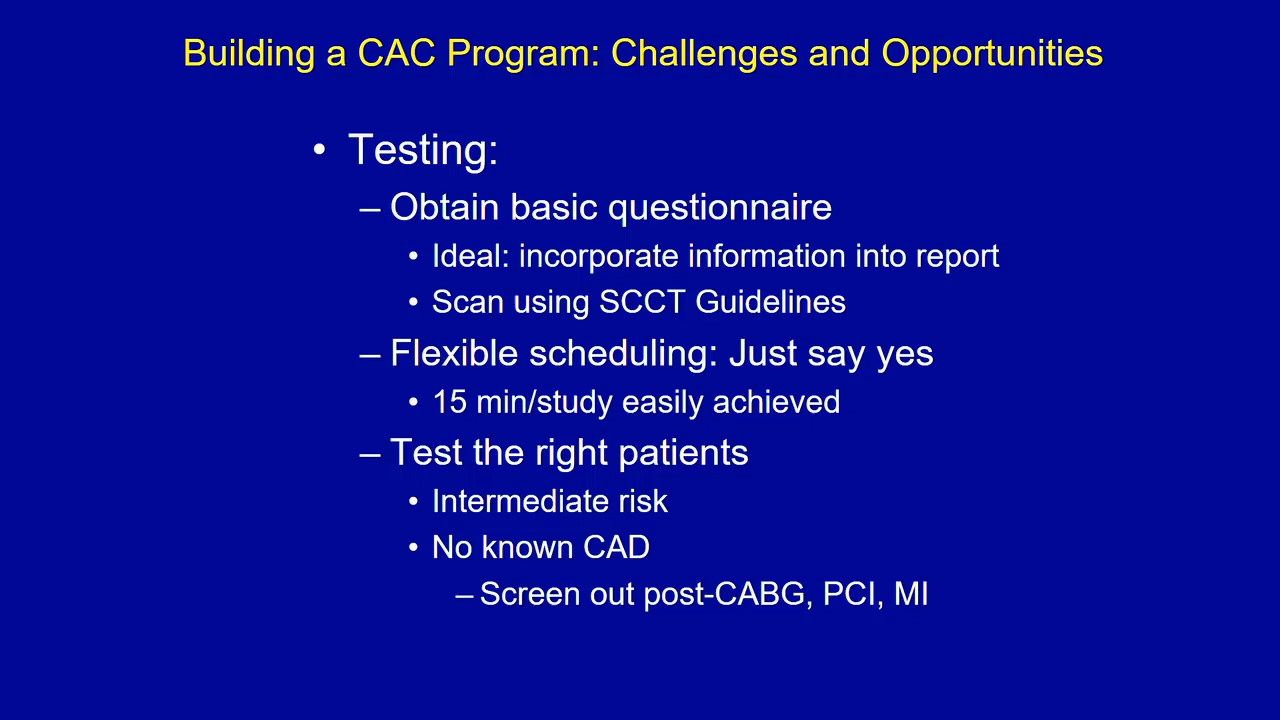 Building a CAC Program: Challenges and Opportunities
• Testing:
– Obtain basic questionnaire
• Ideal: incorporate information into report
• Scan using SCCT Guidelines
– Flexible scheduling: Just say yes
• 15 min/study easily achieved
– Test the right patients
• Intermediate risk
• No known CAD
– Screen out post-CABG, PCI, MI